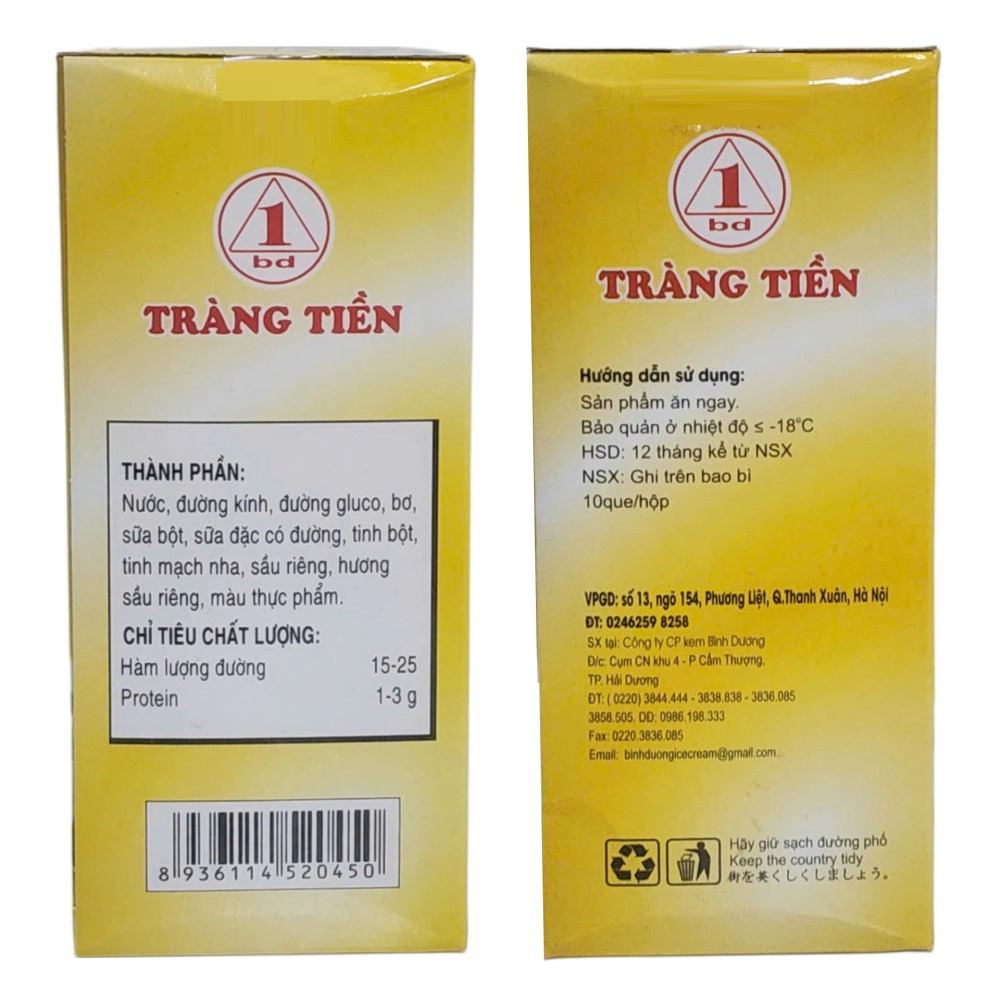 1
bd
TRÀNG TIỀN
THÀNH PHẦN:
Nước, đường kính, đường gluco, bơ,
sữa bột, sữa đặc có đường, tinh bột,
tinh mạch nha, sầu riêng, hương
sầu riêng, màu thực phẩm.
CHỈ TIÊU CHẤT LƯỢNG:
Hàm lượng đường 15-25
Protein 1-3 g
8 936114 520450
1
bd
TRÀNG TIỀN
Hướng dẫn sử dụng:
Sản phẩm ăn ngay.
Bảo quản ở nhiệt độ ≤ -18°C
HSD: 12 tháng kể từ NSX
NSX: Ghi trên bao bì
10que/hộp
VPGD: số 13, ngõ 154, Phương Liệt, Q.Thanh Xuân, Hà Nội
ĐT: 0246259 8258
SX tại: Công ty CP kem Bình Dương
Đ/c: Cụm CN khu 4 - P Cẩm Thượng,
TP. Hải Dương
ĐT: ( 0220) 3844.444 - 3838.838 - 3836.085
3858.505, DĐ: 0986.198.333
Fax: 0220.3836.085
Email: binhduongicecream@gmail.com
Hãy giữ sạch đường phố
Keep the country tidy
街を英くしくしましょう。